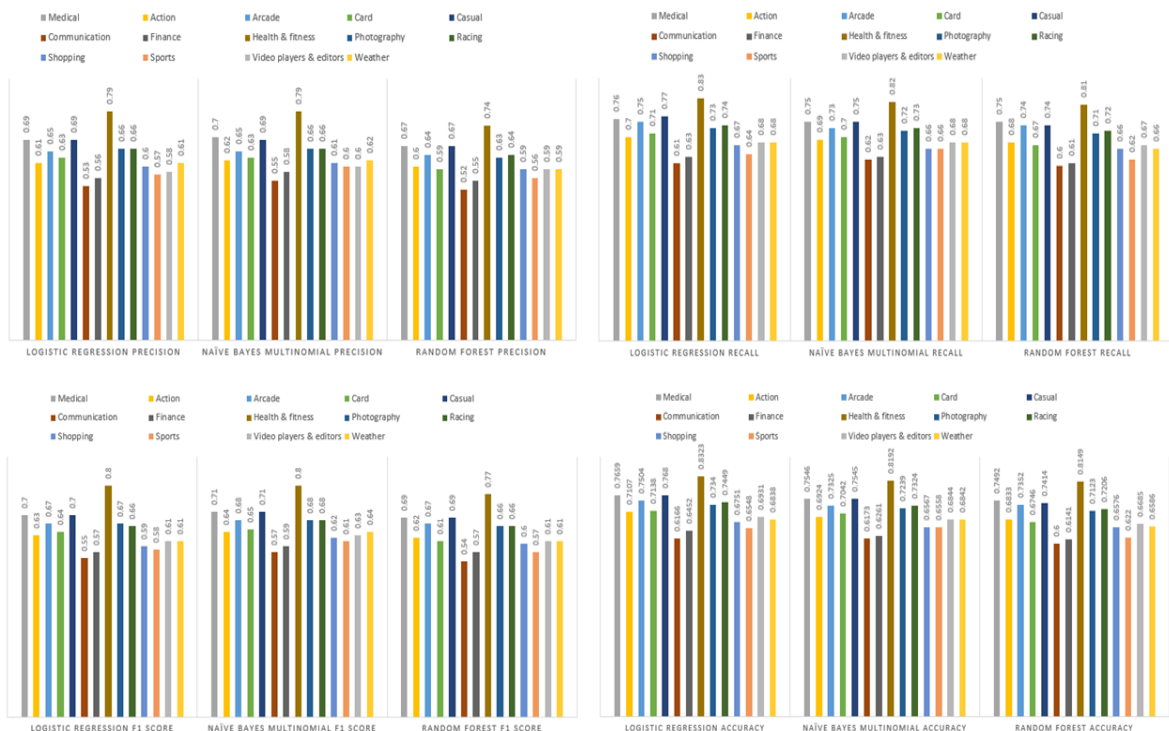 Medical Action Arcade Card Casual
Communication Finance Health & fitness Photography Racing
Shopping Sports Video players & editors Weather
0.69 0.61 0.65 0.63 0.69 0.53 0.56 0.79 0.66 0.66 0.6 0.57 0.58 0.61
0.7 0.62 0.65 0.63 0.69 0.55 0.58 0.79 0.66 0.66 0.61 0.6 0.6 0.62
0.67 0.6 0.64 0.59 0.67 0.52 0.55 0.74 0.63 0.64 0.59 0.56 0.59 0.59
LOGISTIC REGRESSION PRECISION NAÏVE BAYES MULTINOMIAL PRECISION RANDOM FOREST PRECISION
Medical Action Arcade Card Casual
Communication Finance Health & fitness Photography Racing
Shopping Sports Video players & editors Weather
0.76 0.7 0.75 0.71 0.77 0.61 0.63 0.83 0.73 0.74 0.67 0.64 0.68 0.68
0.75 0.69 0.73 0.7 0.75 0.62 0.63 0.82 0.72 0.73 0.66 0.66 0.68 0.68
0.75 0.68 0.74 0.67 0.74 0.6 0.61 0.81 0.71 0.72 0.66 0.62 0.67 0.66
LOGISTIC REGRESSION RECALL NAÏVE BAYES MULTINOMIAL RECALL RANDOM FOREST RECALL
Medical Action Arcade Card Casual
Communication Finance Health & fitness Photography Racing
Shopping Sports Video players & editors Weather
0.7 0.63 0.67 0.64 0.7 0.55 0.57 0.8 0.67 0.66 0.59 0.58 0.61 0.61
0.71 0.64 0.68 0.65 0.71 0.57 0.59 0.8 0.68 0.68 0.62 0.61 0.63 0.64
0.69 0.62 0.67 0.61 0.69 0.54 0.57 0.77 0.66 0.66 0.6 0.57 0.61 0.61
LOGISTIC REGRESSION F1 SCORE NAÏVE BAYES MULTINOMIAL F1 SCORE RANDOM FOREST F1 SCORE
Medical Action Arcade Card Casual
Communication Finance Health & fitness Photography Racing
Shopping Sports Video players & editors Weather
0.7659 0.7107 0.7504 0.7138 0.768 0.6166 0.6452 0.8323 0.734 0.7449 0.6751 0.6548 0.6931 0.6838
0.7546 0.6924 0.7325 0.7042 0.7545 0.6173 0.6261 0.8192 0.7239 0.7324 0.6567 0.6558 0.6844 0.6842
0.7492 0.6833 0.7352 0.6746 0.7414 0.6 0.6141 0.8149 0.7123 0.7206 0.6576 0.622 0.6685 0.6586
LOGISTIC REGRESSION ACCURACY NAÏVE BAYES MULTINOMIAL ACCURACY RANDOM FOREST ACCURACY